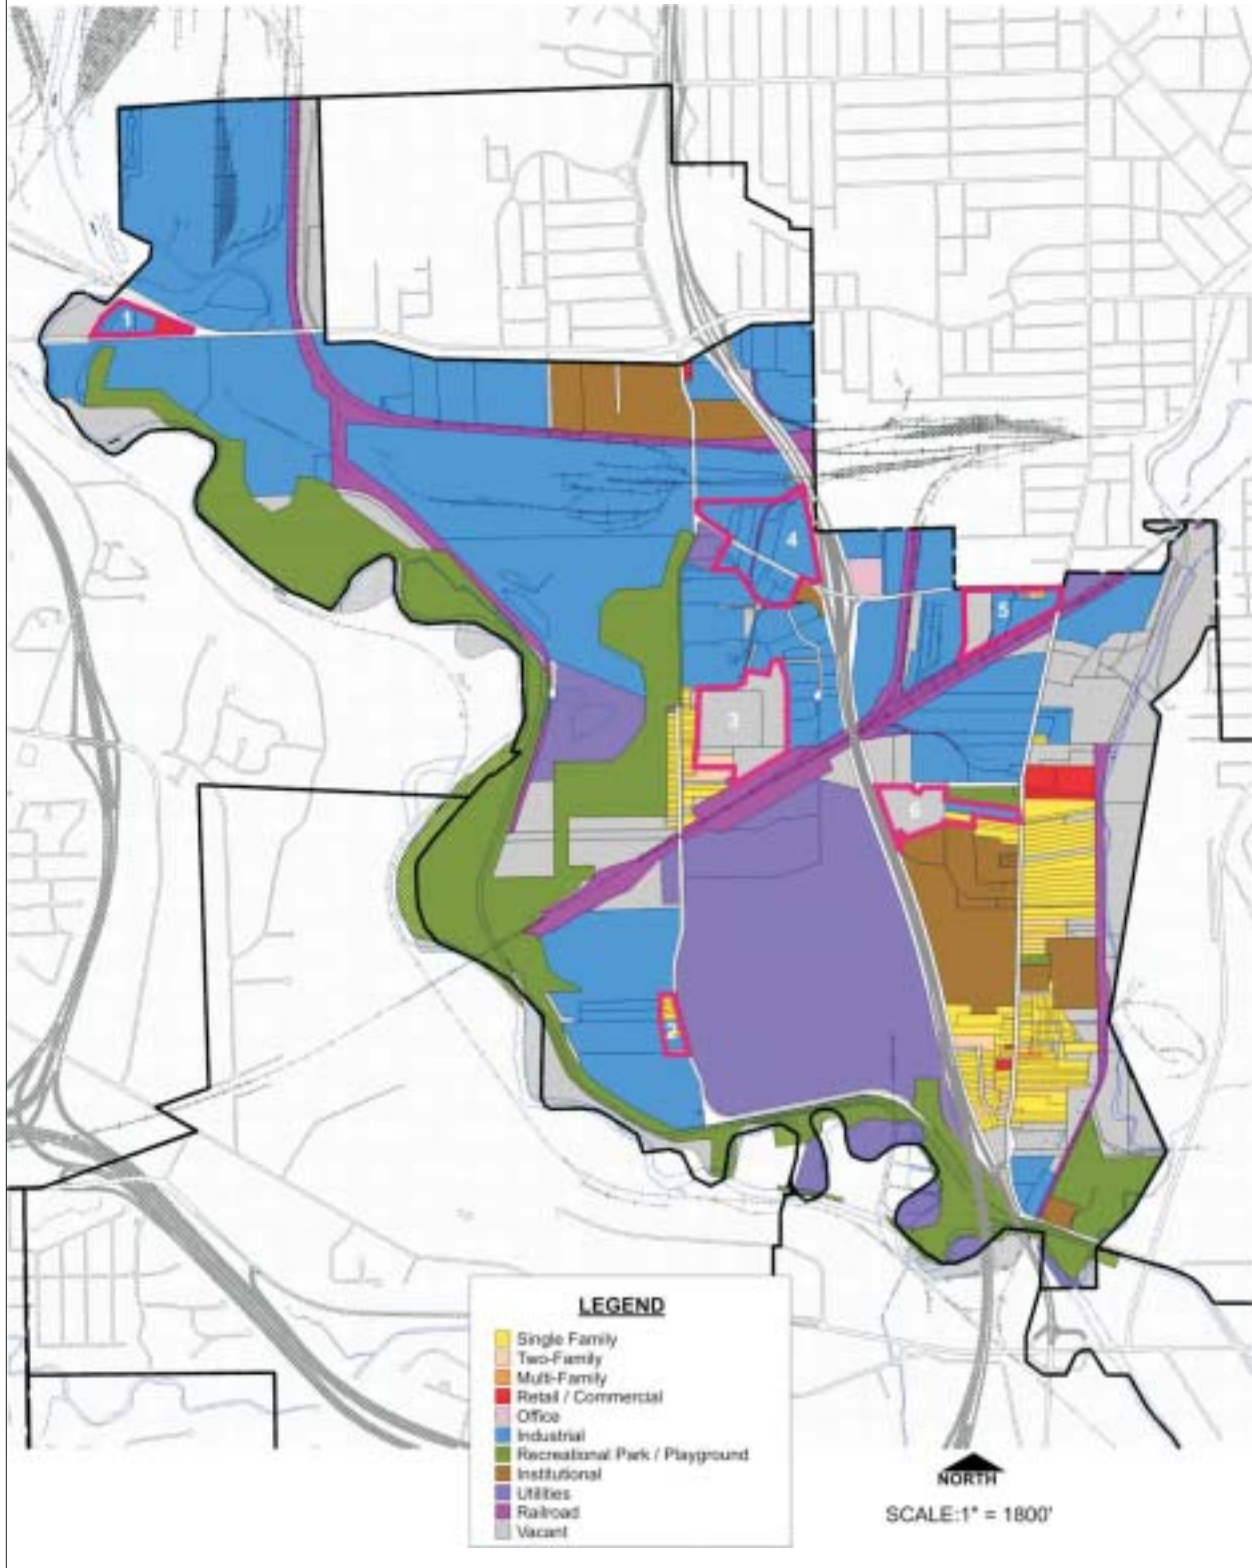 1
4
5
3
6
2
LEGEND
Single Family
Two-Family
Multi-Family
Retail / Commercial
Office
Industrial
Recreational Park / Playground
Institutional
Utilities
Railroad
Vacant
NORTH
SCALE:1" = 1800'